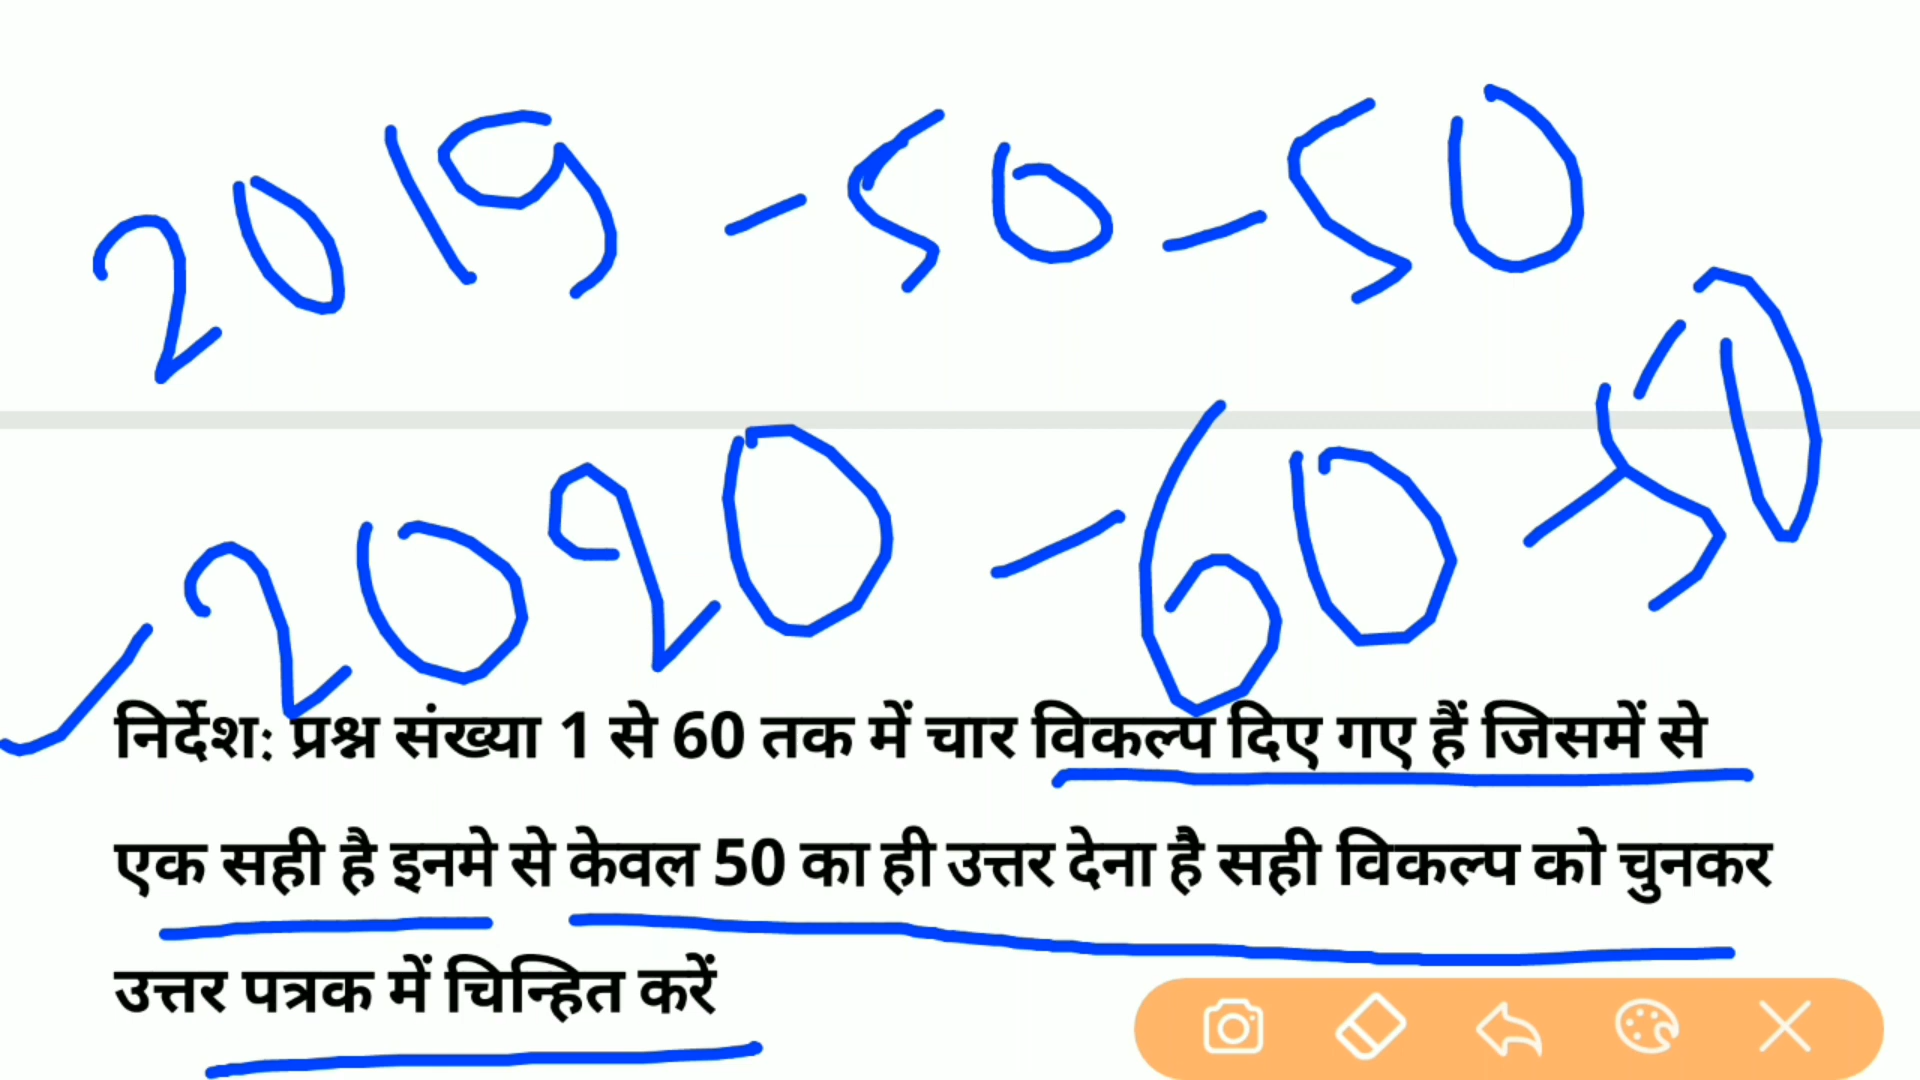 2019 - 50 - 50
2020 - 60 - 50
निर्देश: प्रश्न संख्या 1 से 60 तक में चार विकल्प दिए गए हैं जिसमें से
एक सही है इनमे से केवल 50 का ही उत्तर देना है सही विकल्प को चुनकर
उत्तर पत्रक में चिन्हित करें